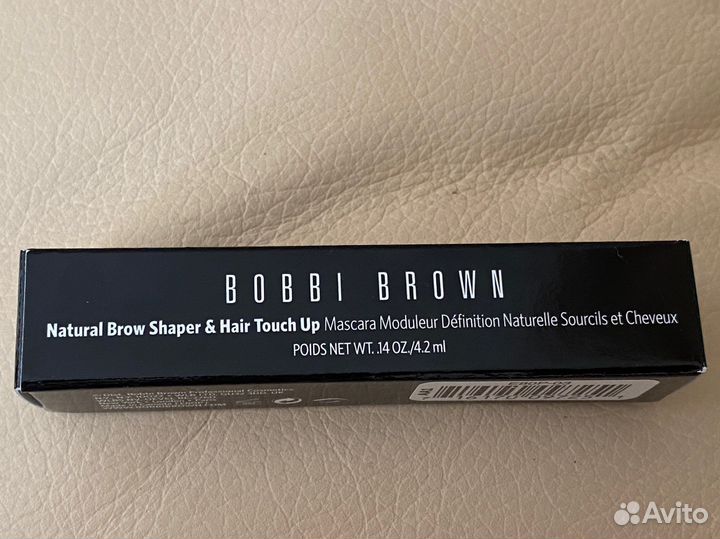 BOBBI BROWN
Natural Brow Shaper & Hair Touch Up Mascara Moduleur Définition Naturelle Sourcils et Cheveux
POIDS NET WT. .14 OZ./4.2 ml
Avito